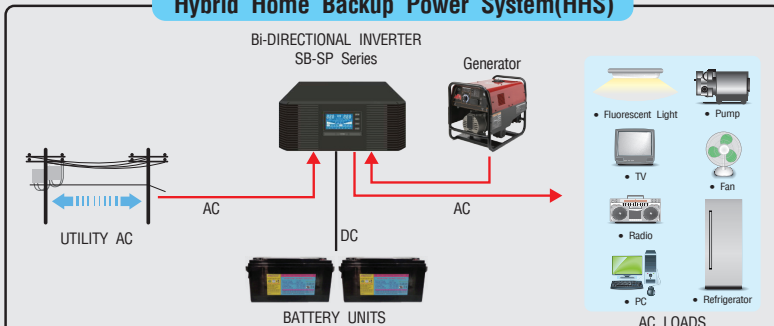 Hybrid Home Backup Power System(HHS)
Bi-DIRECTIONAL INVERTER
SB-SP Series
Generator
• Fluorescent Light
• Pump
• TV
• Fan
• Radio
• PC
• Refrigerator
AC LOADS
UTILITY AC
AC
AC
DC
BATTERY UNITS